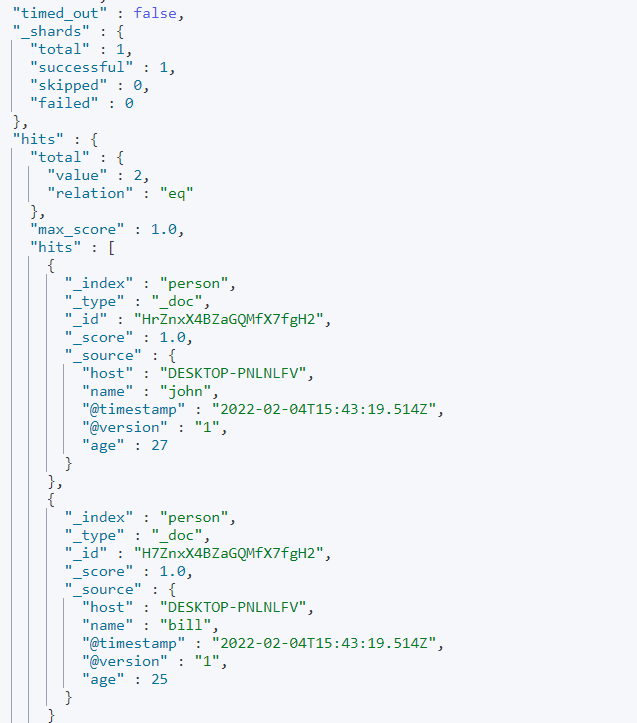 "timed_out" : false,
"_shards" : {
"total" : 1,
"successful" : 1,
"skipped" : 0,
"failed" : 0
},
"hits" : {
"total" : {
"value" : 2,
"relation" : "eq"
},
"max_score" : 1.0,
"hits" : [
{
"_index" : "person",
"_type" : "_doc",
"_id" : "HrZnxX4BZaGQMfX7fgH2",
"_score" : 1.0,
"_source" : {
"host" : "DESKTOP-PNLNLFV",
"name" : "john",
"@timestamp" : "2022-02-04T15:43:19.514Z",
"@version" : "1",
"age" : 27
}
},
{
"_index" : "person",
"_type" : "_doc",
"_id" : "H7ZnxX4BZaGQMfX7fgH2",
"_score" : 1.0,
"_source" : {
"host" : "DESKTOP-PNLNLFV",
"name" : "bill",
"@timestamp" : "2022-02-04T15:43:19.514Z",
"@version" : "1",
"age" : 25
}
}